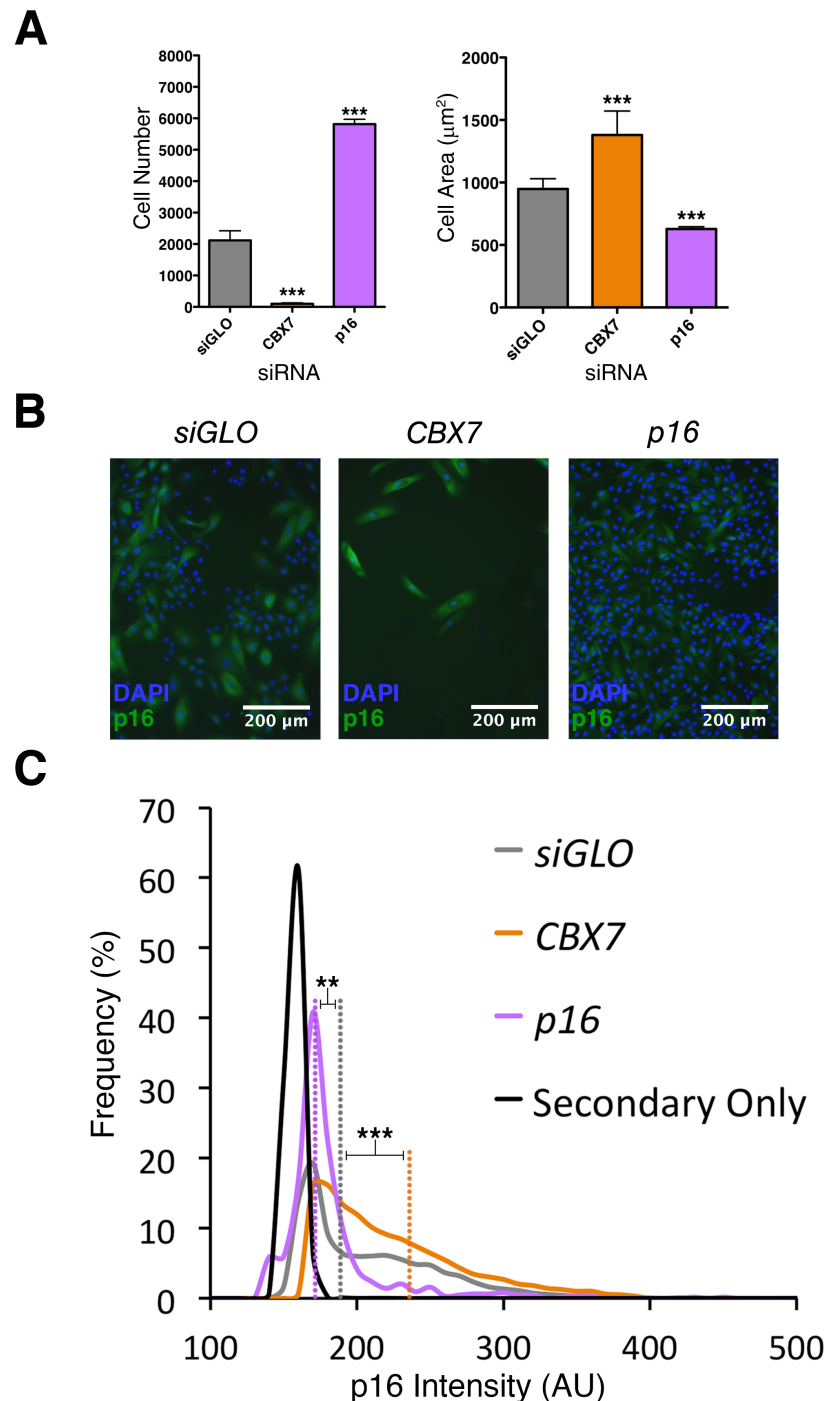 A
Cell Number
8000
7000
6000
5000
4000
3000
2000
1000
0
***
***
siGLO
CBX7
p16
siRNA
Cell Area (µm²)
2000
1500
1000
500
0
***
***
siGLO
CBX7
p16
siRNA
B
siGLO
CBX7
p16
DAPI
p16
200 µm
DAPI
p16
200 µm
DAPI
p16
200 µm
C
Frequency (%)
70
60
50
40
30
20
10
0
**
***
siGLO
CBX7
p16
Secondary Only
100
200
300
400
500
p16 Intensity (AU)